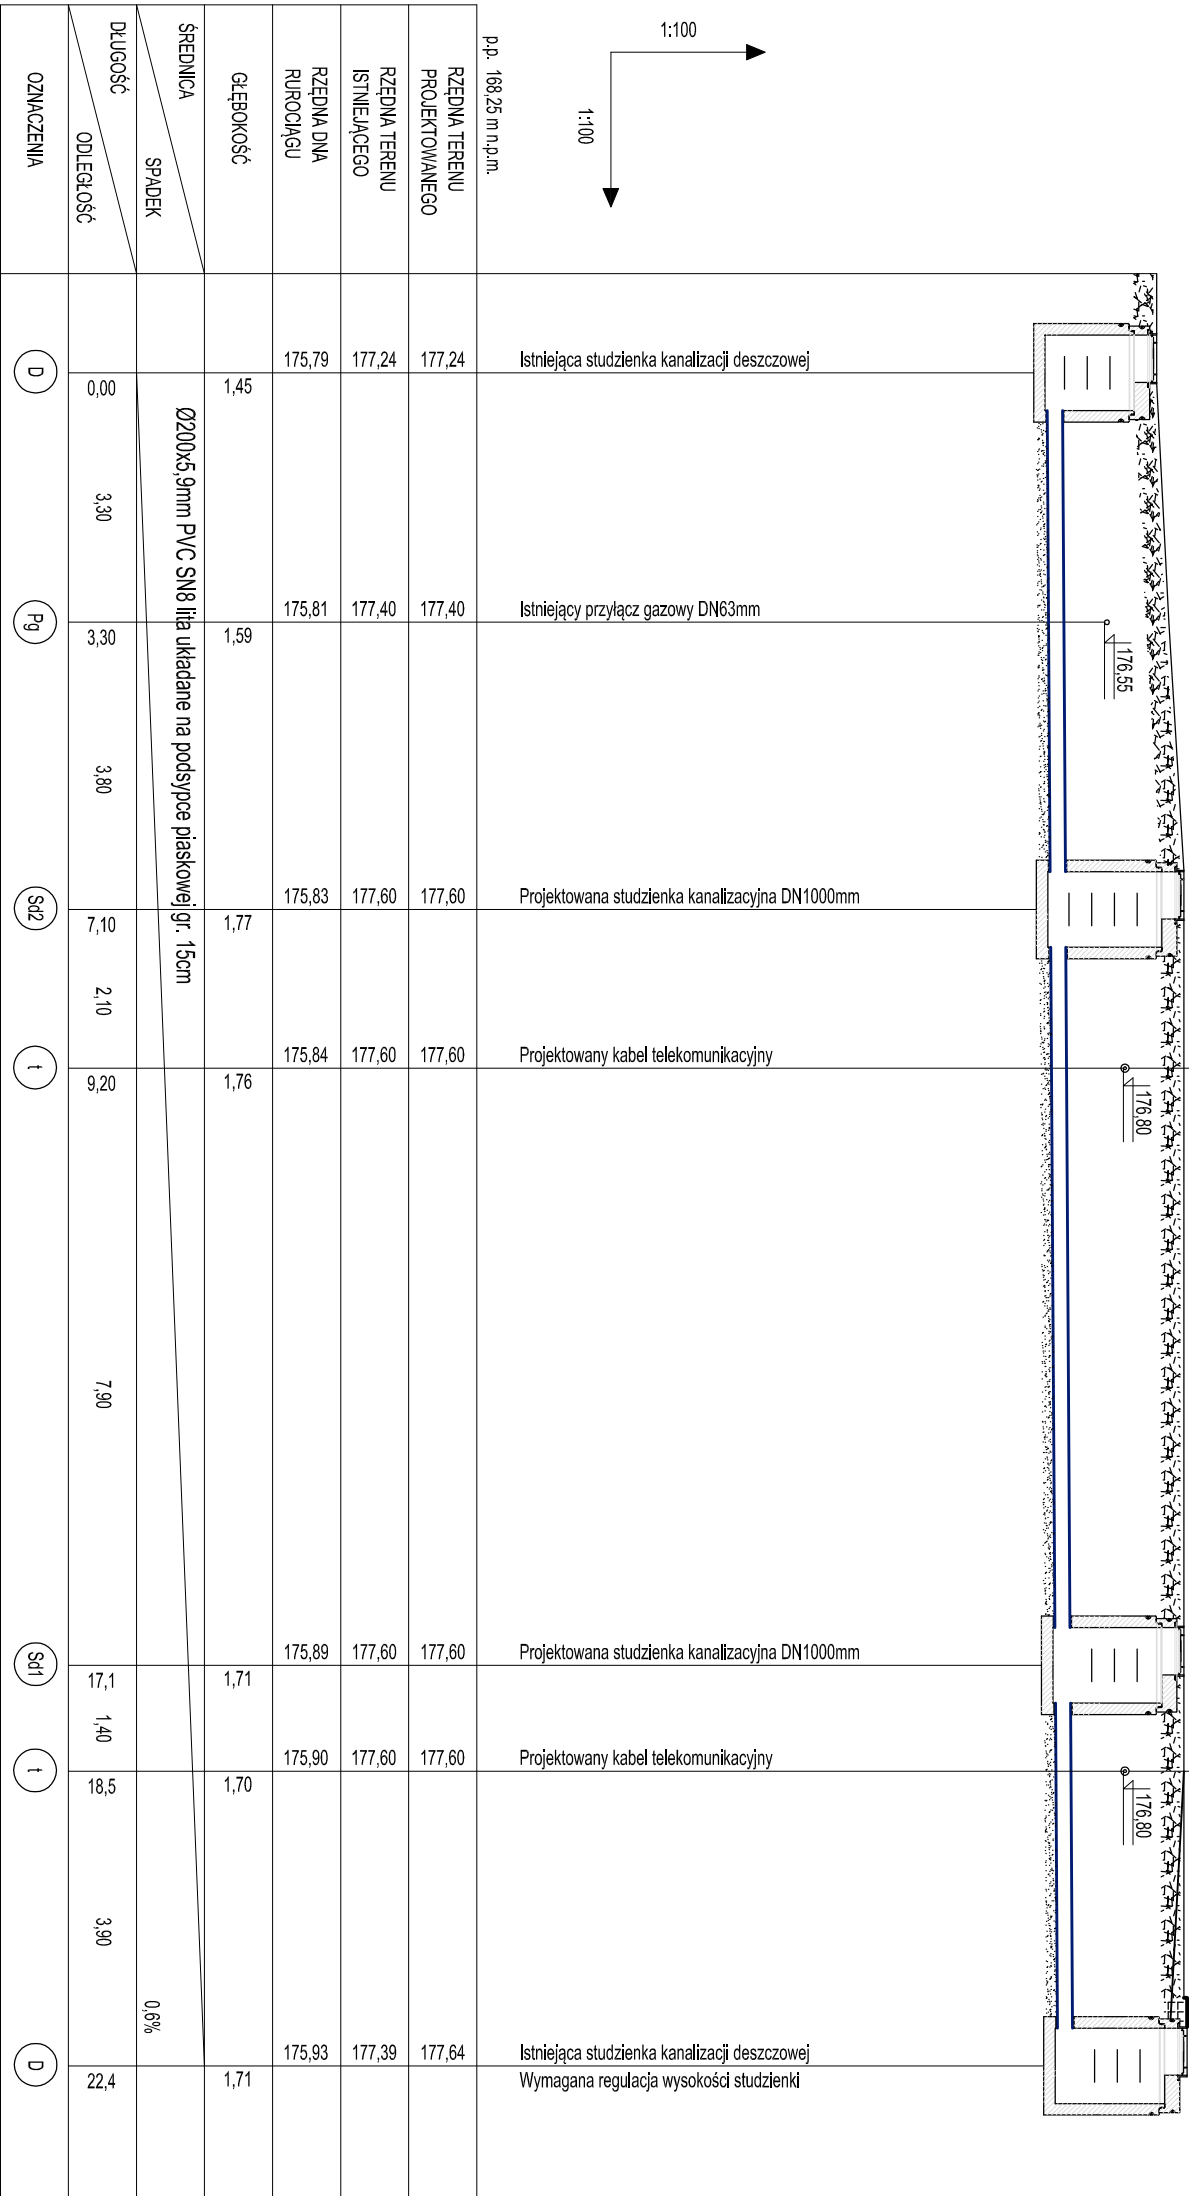 1:100
1:100
p.p. 168,25 m n.p.m.
RZĘDNA TERENU
PROJEKTOWANEGO
RZĘDNA TERENU
ISTNIEJĄCEGO
RZĘDNA DNA
RUROCIĄGU
GŁĘBOKOŚĆ
ŚREDNICA
SPADEK
DŁUGOŚĆ
ODLEGŁOŚĆ
OZNACZENIA
Istniejąca studzienka kanalizacji deszczowej
177,24
177,24
175,79
1,45
0,00
D
3,30
Istniejący przyłącz gazowy DN63mm
176,55
177,40
177,40
175,81
1,59
3,30
Pg
3,80
Projektowana studzienka kanalizacyjna DN1000mm
177,60
177,60
175,83
1,77
7,10
Sd2
2,10
Projektowany kabel telekomunikacyjny
176,80
177,60
177,60
175,84
1,76
9,20
t
7,90
Projektowana studzienka kanalizacyjna DN1000mm
177,60
177,60
175,89
1,71
17,1
Sd1
1,40
Projektowany kabel telekomunikacyjny
176,80
177,60
177,60
175,90
1,70
18,5
t
3,90
Istniejąca studzienka kanalizacji deszczowej
Wymagana regulacja wysokości studzienki
177,64
177,39
175,93
1,71
22,4
D
Ø200x5,9mm PVC SN8 lita układane na podsypce piaskowej gr. 15cm
0,6%